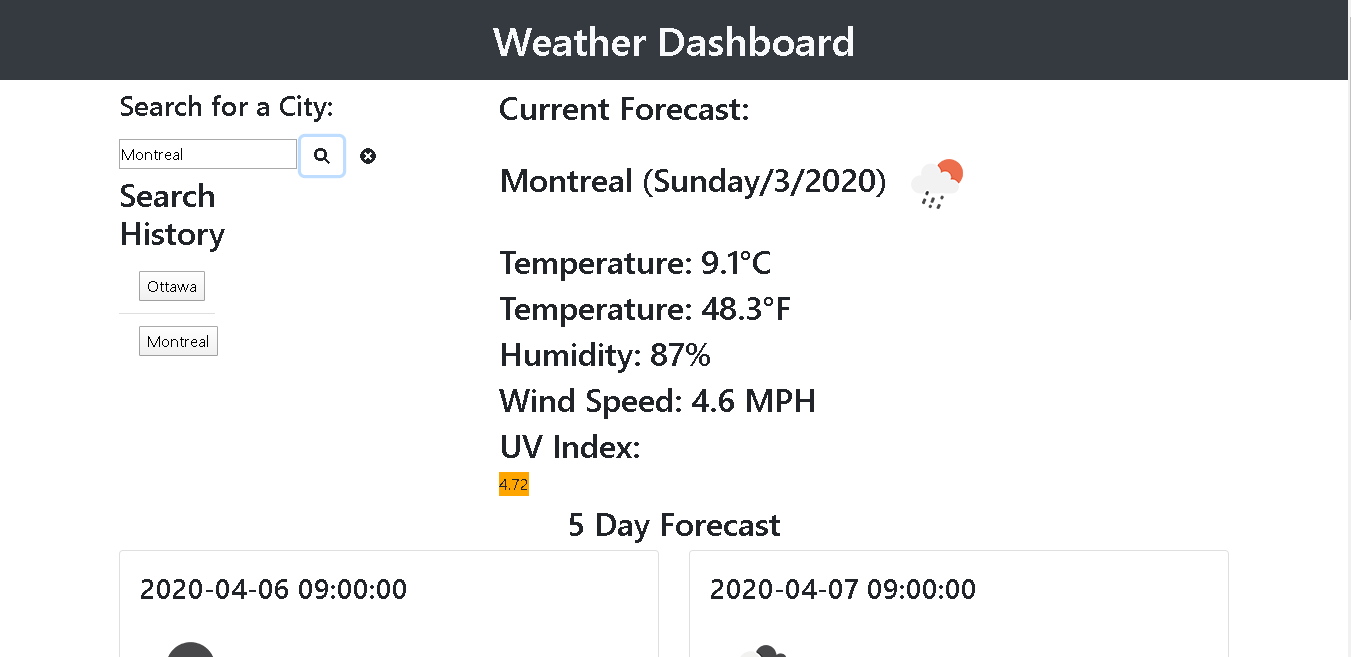 Weather Dashboard
Search for a City:
Montreal
Search
History
Ottawa
Montreal
Current Forecast:
Montreal (Sunday/3/2020)
Temperature: 9.1°C
Temperature: 48.3°F
Humidity: 87%
Wind Speed: 4.6 MPH
UV Index:
4.72
5 Day Forecast
2020-04-06 09:00:00
2020-04-07 09:00:00